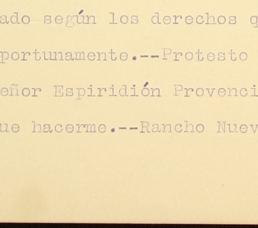 ado según los derechos q
portunamente.--Protesto
eñor Espiridión Provenci
ue hacerme.--Rancho Nuev